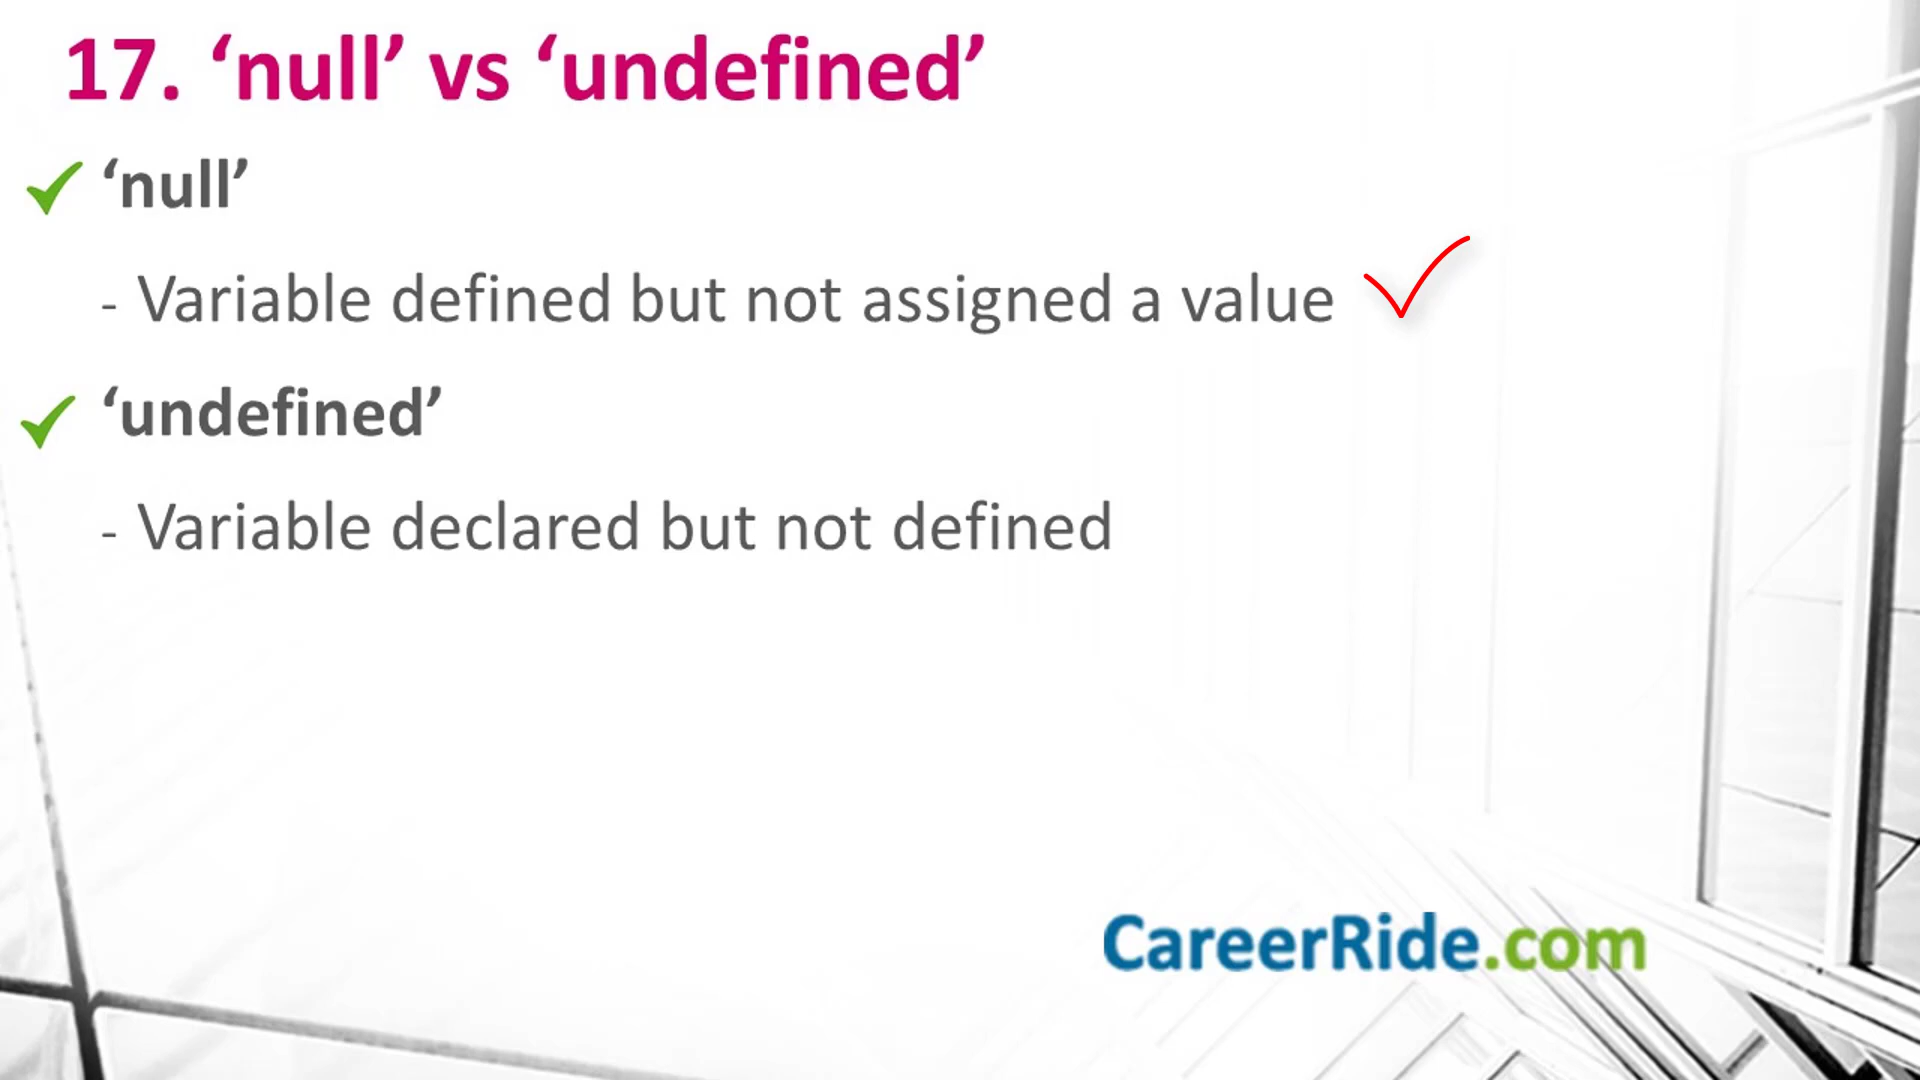 17. ‘null’ vs ‘undefined’
‘null’
- Variable defined but not assigned a value
‘undefined’
- Variable declared but not defined
CareerRide.com